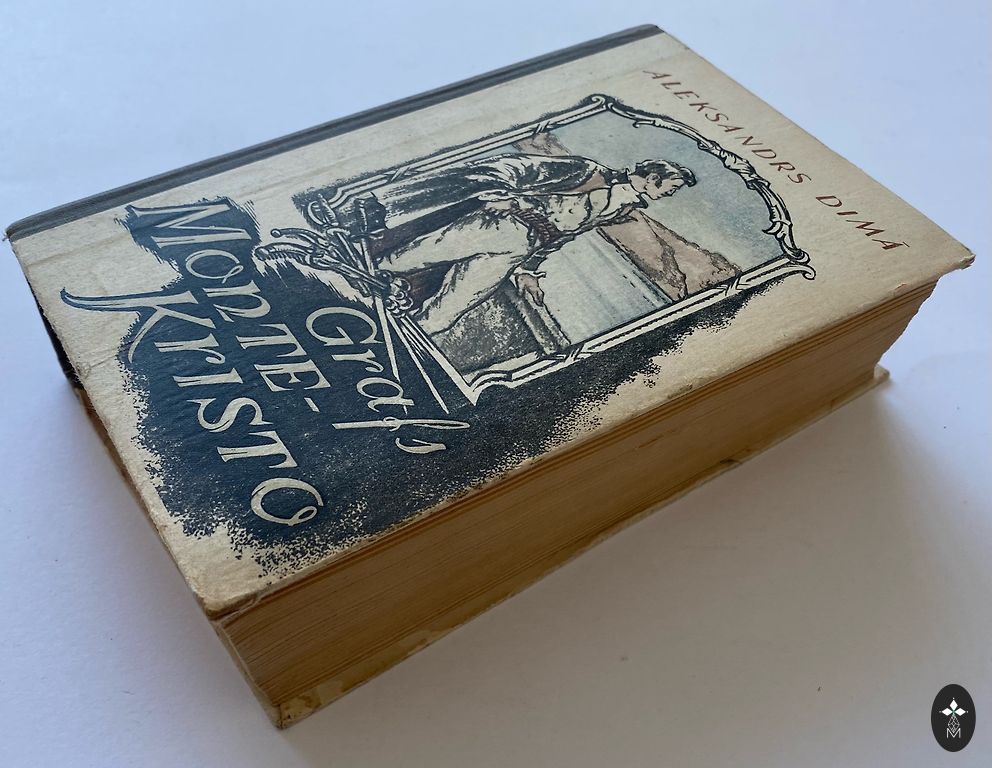 ALEKSANDRS DIMĀ
Grafs
MONTE-
KRISTO
M